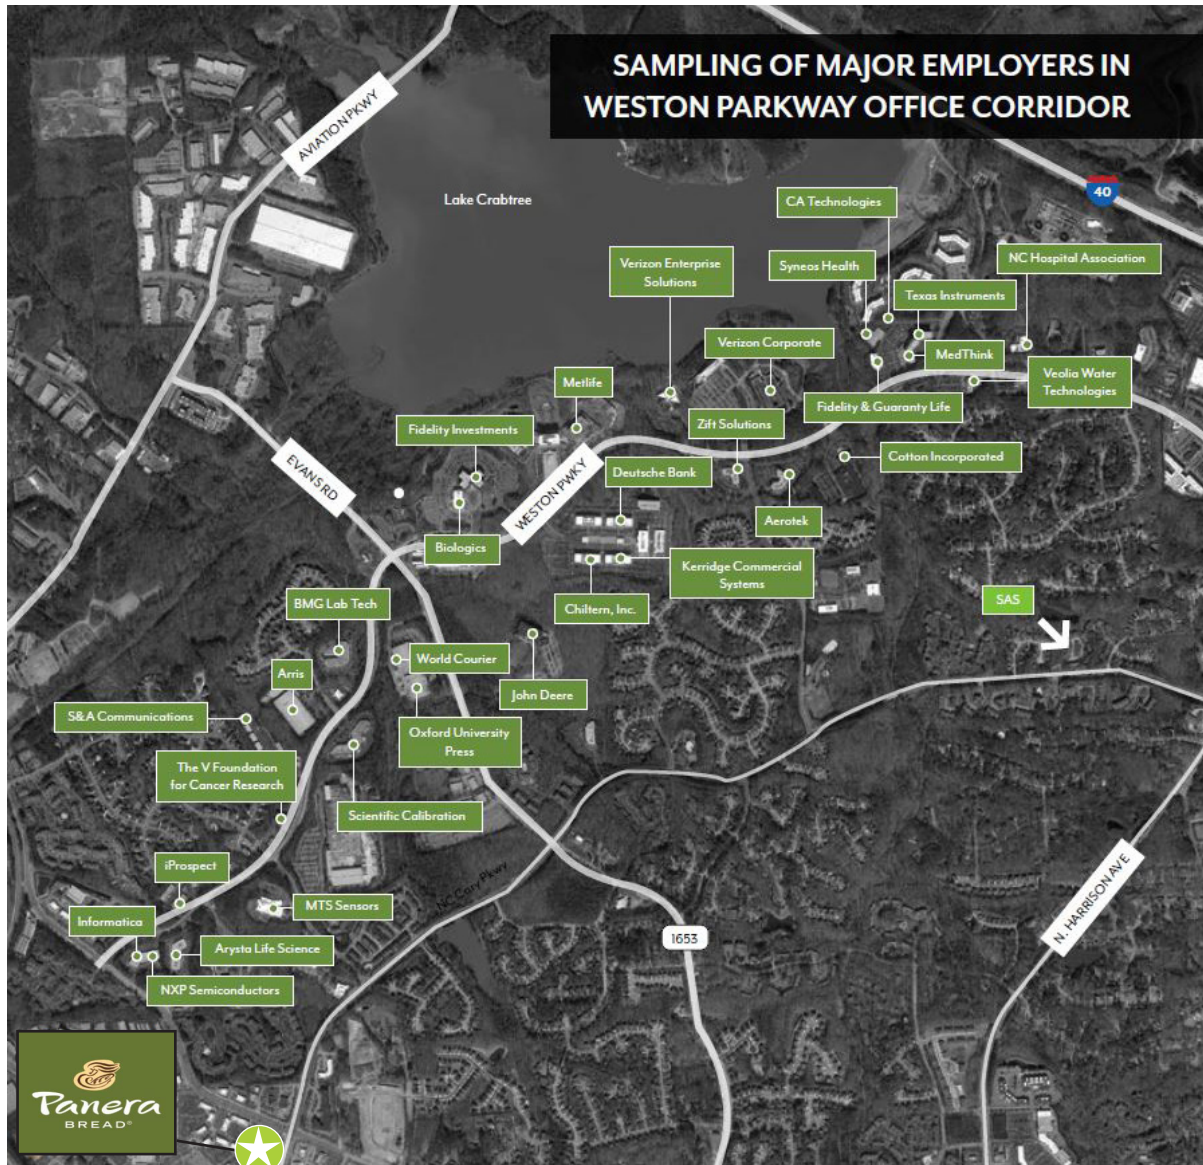 SAMPLING OF MAJOR EMPLOYERS IN
WESTON PARKWAY OFFICE CORRIDOR
AVIATION PKWY
40
Lake Crabtree
CA Technologies
Verizon Enterprise
Solutions
Syneos Health
NC Hospital Association
Texas Instruments
Verizon Corporate
MedThink
Metlife
Veolia Water
Technologies
Fidelity & Guaranty Life
Fidelity Investments
Zift Solutions
EVANS RD
WESTON PWKY
Deutsche Bank
Cotton Incorporated
Aerotek
Biologics
Kerridge Commercial
Systems
BMG Lab Tech
Chiltern, Inc.
SAS
World Courier
Arris
John Deere
S&A Communications
Oxford University
Press
The V Foundation
for Cancer Research
Scientific Calibration
iProspect
NC Cary Pkwy
N. HARRISON AVE
MTS Sensors
Informatica
1653
Arysta Life Science
NXP Semiconductors
Panera
BREAD®